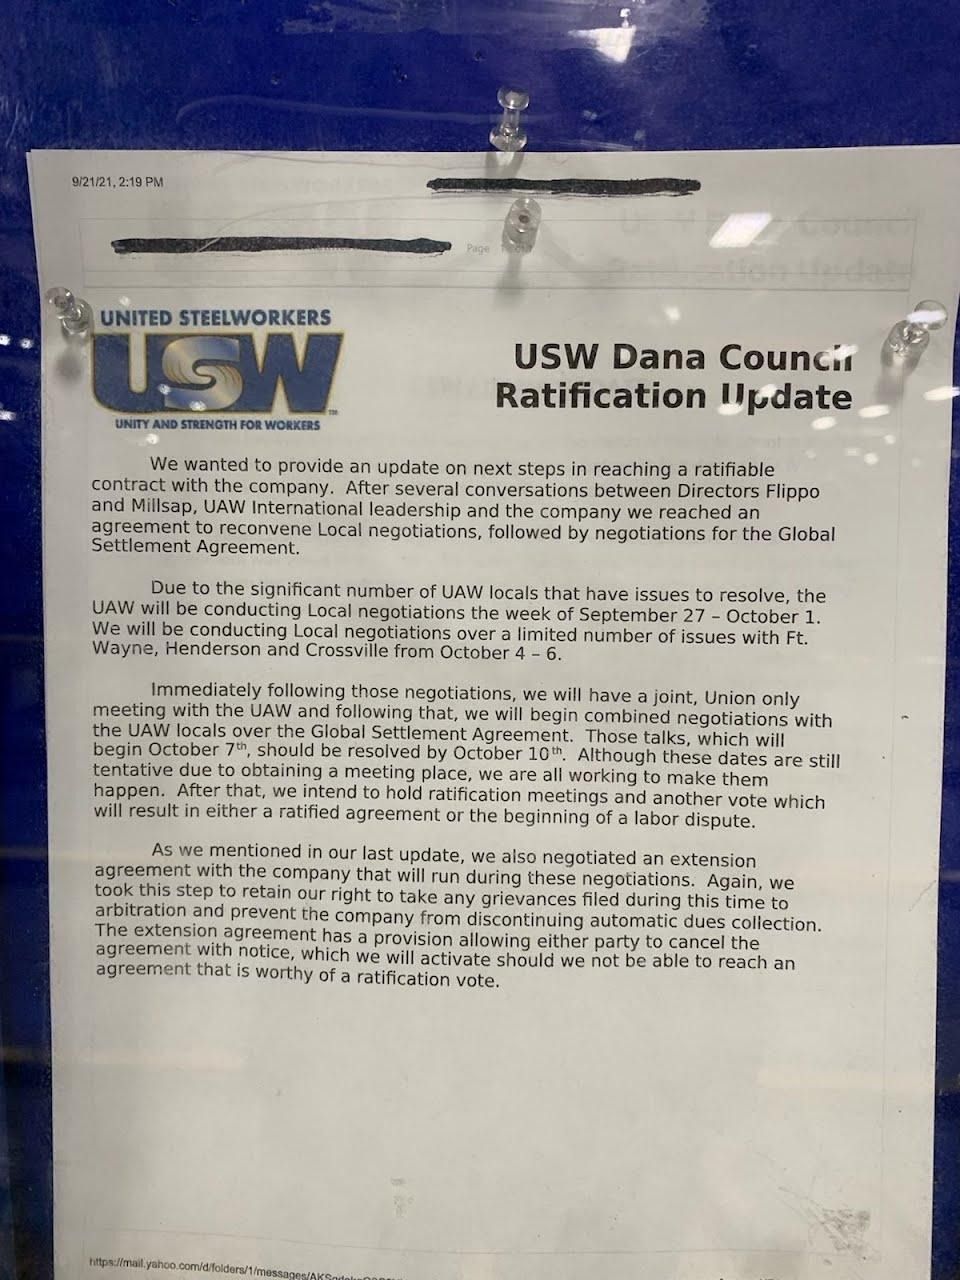 9/21/21, 2:19 PM
Page
UNITED STEELWORKERS
USW
TM
UNITY AND STRENGTH FOR WORKERS
USW Dana Council
Ratification Update
We wanted to provide an update on next steps in reaching a ratifiable
contract with the company. After several conversations between Directors Flippo
and Millsap, UAW International leadership and the company we reached an
agreement to reconvene Local negotiations, followed by negotiations for the Global
Settlement Agreement.
Due to the significant number of UAW locals that have issues to resolve, the
UAW will be conducting Local negotiations the week of September 27 – October 1.
We will be conducting Local negotiations over a limited number of issues with Ft.
Wayne, Henderson and Crossville from October 4 – 6.
Immediately following those negotiations, we will have a joint, Union only
meeting with the UAW and following that, we will begin combined negotiations with
the UAW locals over the Global Settlement Agreement. Those talks, which will
begin October 7th, should be resolved by October 10th. Although these dates are still
tentative due to obtaining a meeting place, we are all working to make them
happen. After that, we intend to hold ratification meetings and another vote which
will result in either a ratified agreement or the beginning of a labor dispute.
As we mentioned in our last update, we also negotiated an extension
agreement with the company that will run during these negotiations. Again, we
took this step to retain our right to take any grievances filed during this time to
arbitration and prevent the company from discontinuing automatic dues collection.
The extension agreement has a provision allowing either party to cancel the
agreement with notice, which we will activate should we not be able to reach an
agreement that is worthy of a ratification vote.
https://mail.yahoo.com/d/folders/1/messages/